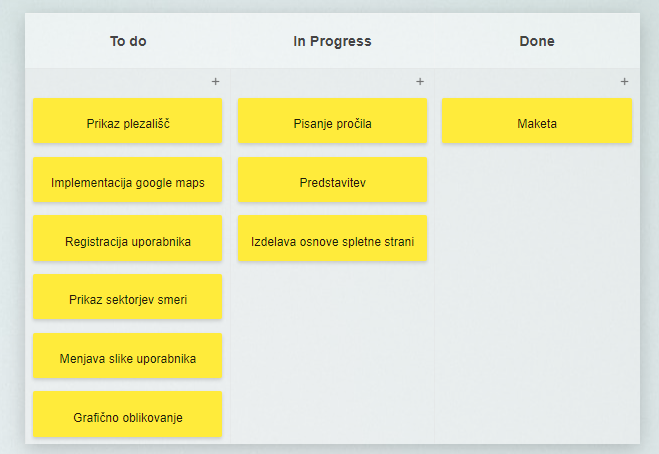 To do
In Progress
Done
+
+
+
Prikaz plezališč
Pisanje pročila
Maketa
Implementacija google maps
Predstavitev
Registracija uporabnika
Izdelava osnove spletne strani
Prikaz sektorjev smeri
Menjava slike uporabnika
Grafično oblikovanje